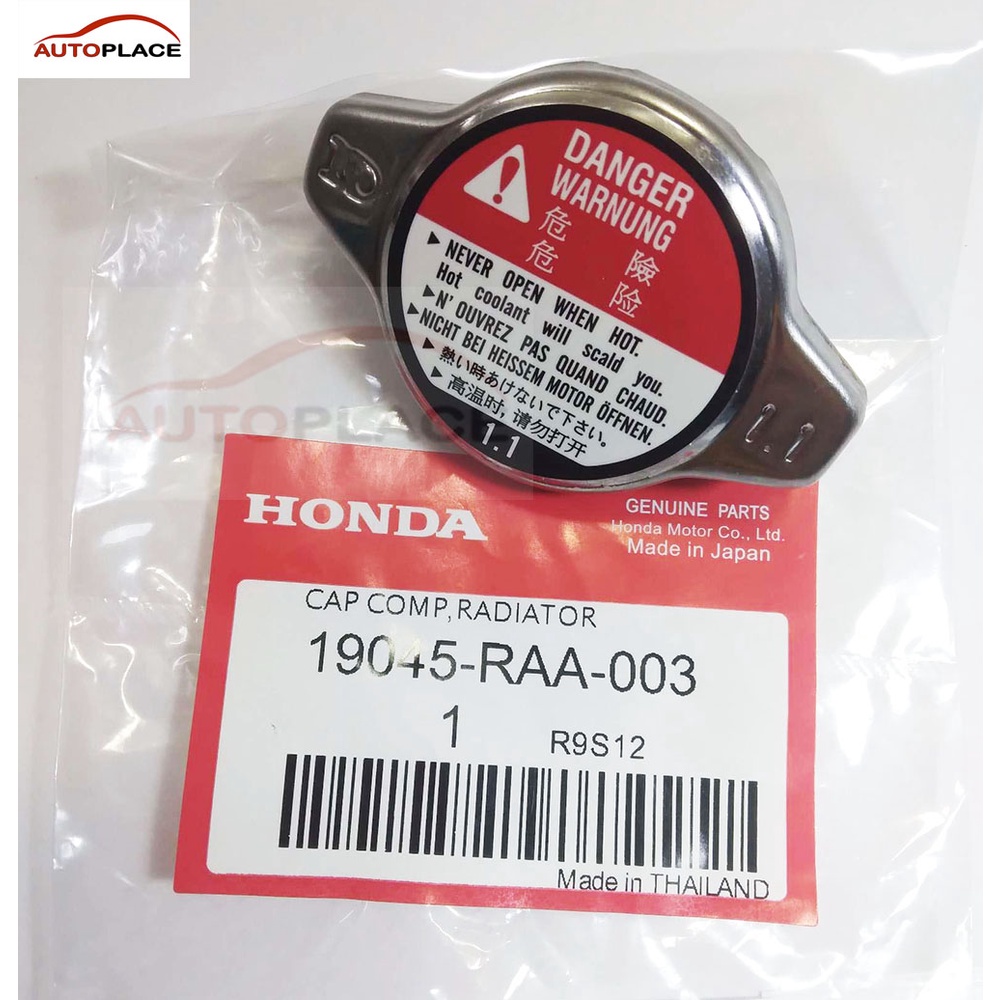 AUTOPLACE
DANGER
WARNUNG
危 險
危 险
▶ NEVER OPEN WHEN HOT.
Hot coolant will scald you.
▶ N' OUVREZ PAS QUAND CHAUD.
▶ NICHT BEI HEISSEM MOTOR ÖFFNEN.
▶ 熱い時あけないで下さい。
▶ 高温时, 请勿打开
1.1
1.1
AUTOPLACE
HONDA
GENUINE PARTS
Honda Motor Co., Ltd.
Made in Japan
CAP COMP,RADIATOR
19045-RAA-003
1 R9S12
Made in THAILAND